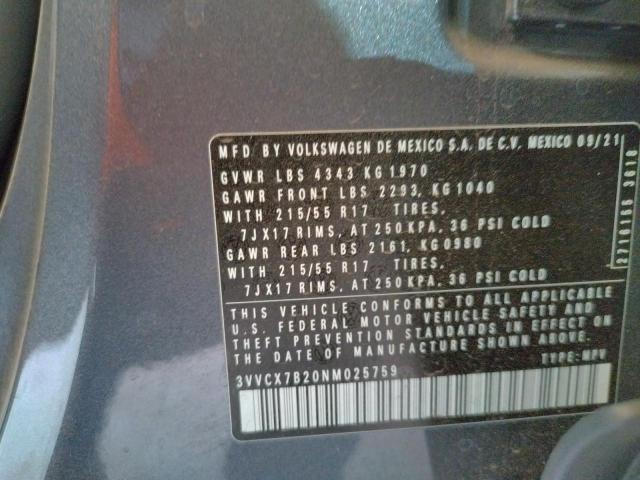 MFD BY VOLKSWAGEN DE MEXICO S.A. DE C.V. MEXICO 09/21
GVWR LBS 4343 KG 1970
GAWR FRONT LBS 2293, KG 1040
WITH 215/55 R17 TIRES,
7JX17 RIMS, AT 250 KPA, 36 PSI COLD
GAWR REAR LBS 2161, KG 0980
WITH 215/55 R17 TIRES,
7JX17 RIMS, AT 250 KPA, 36 PSI COLD
2716166 3618
THIS VEHICLE CONFORMS TO ALL APPLICABLE
U.S. FEDERAL MOTOR VEHICLE SAFETY AND
THEFT PREVENTION STANDARDS IN EFFECT ON
THE DATE OF MANUFACTURE SHOWN ABOVE.
3VVCX7B20NM025759 TYPE: MPV